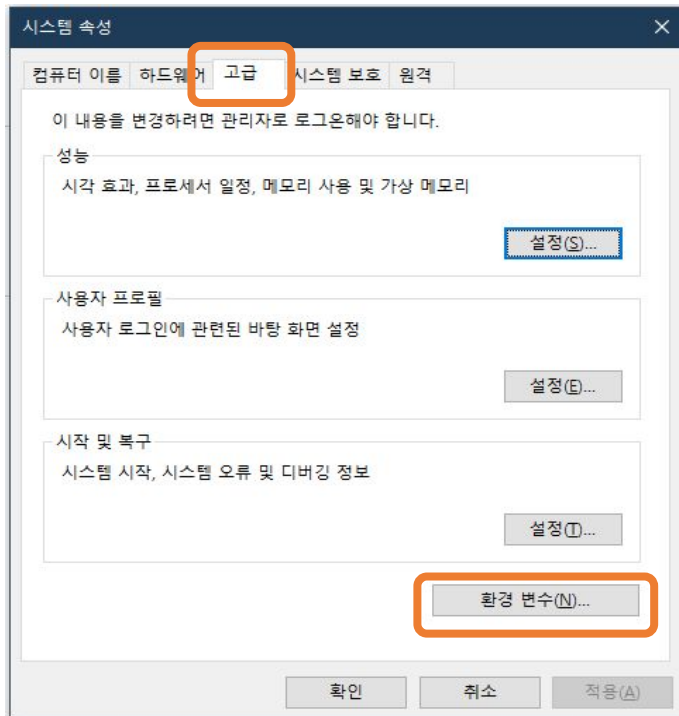 시스템 속성
컴퓨터 이름 하드웨어 고급 시스템 보호 원격
이 내용을 변경하려면 관리자로 로그온해야 합니다.
성능
시각 효과, 프로세서 일정, 메모리 사용 및 가상 메모리
설정(S)...
사용자 프로필
사용자 로그인에 관련된 바탕 화면 설정
설정(E)...
시작 및 복구
시스템 시작, 시스템 오류 및 디버깅 정보
설정(T)...
환경 변수(N)...
확인 취소 적용(A)